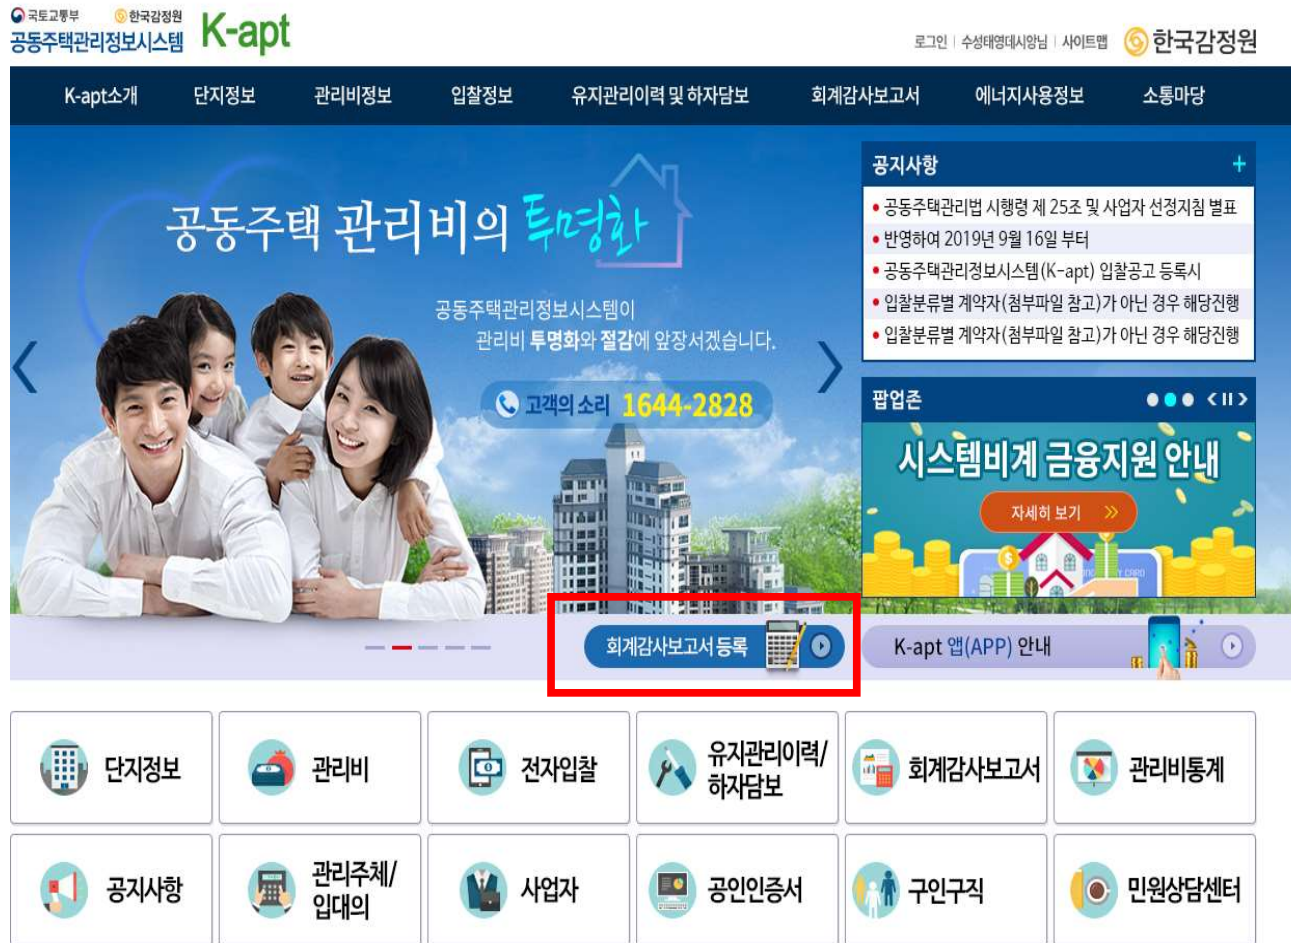 국토교통부 한국감정원
공동주택관리정보시스템
K-apt
로그인 수성태영데시앙님 사이트맵
한국감정원
K-apt소개 단지정보 관리비정보 입찰정보 유지관리이력 및 하자담보 회계감사보고서 에너지사용정보 소통마당
공동주택 관리비의 투명화
공동주택관리정보시스템이
관리비 투명화와 절감에 앞장서겠습니다.
고객의 소리 1644-2828
공지사항 +
• 공동주택관리법 시행령 제 25조 및 사업자 선정지침 별표
• 반영하여 2019년 9월 16일 부터
• 공동주택관리정보시스템(K-apt) 입찰공고 등록시
• 입찰분류별 계약자(첨부파일 참고)가 아닌 경우 해당진행
• 입찰분류별 계약자(첨부파일 참고)가 아닌 경우 해당진행
팝업존
시스템비계 금융지원 안내
자세히 보기
회계감사보고서 등록
K-apt 앱(APP) 안내
단지정보
관리비
전자입찰
유지관리이력/
하자담보
회계감사보고서
관리비통계
공지사항
관리주체/
입대의
사업자
공인인증서
구인구직
민원상담센터